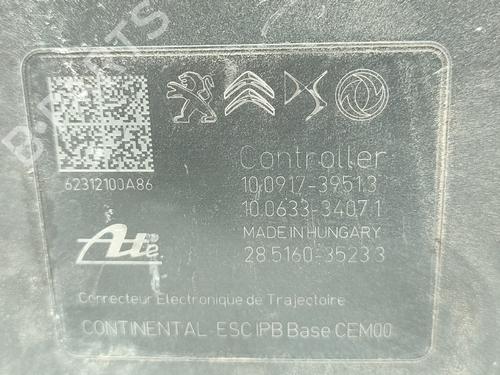 Controller
62312100A86
10.0917-3951.3
10.0633-3407.1
MADE IN HUNGARY
Ate
28.5160-3523.3
Correcteur Electronique de Trajectoire
CONTINENTAL ESC IPB Base CEM00